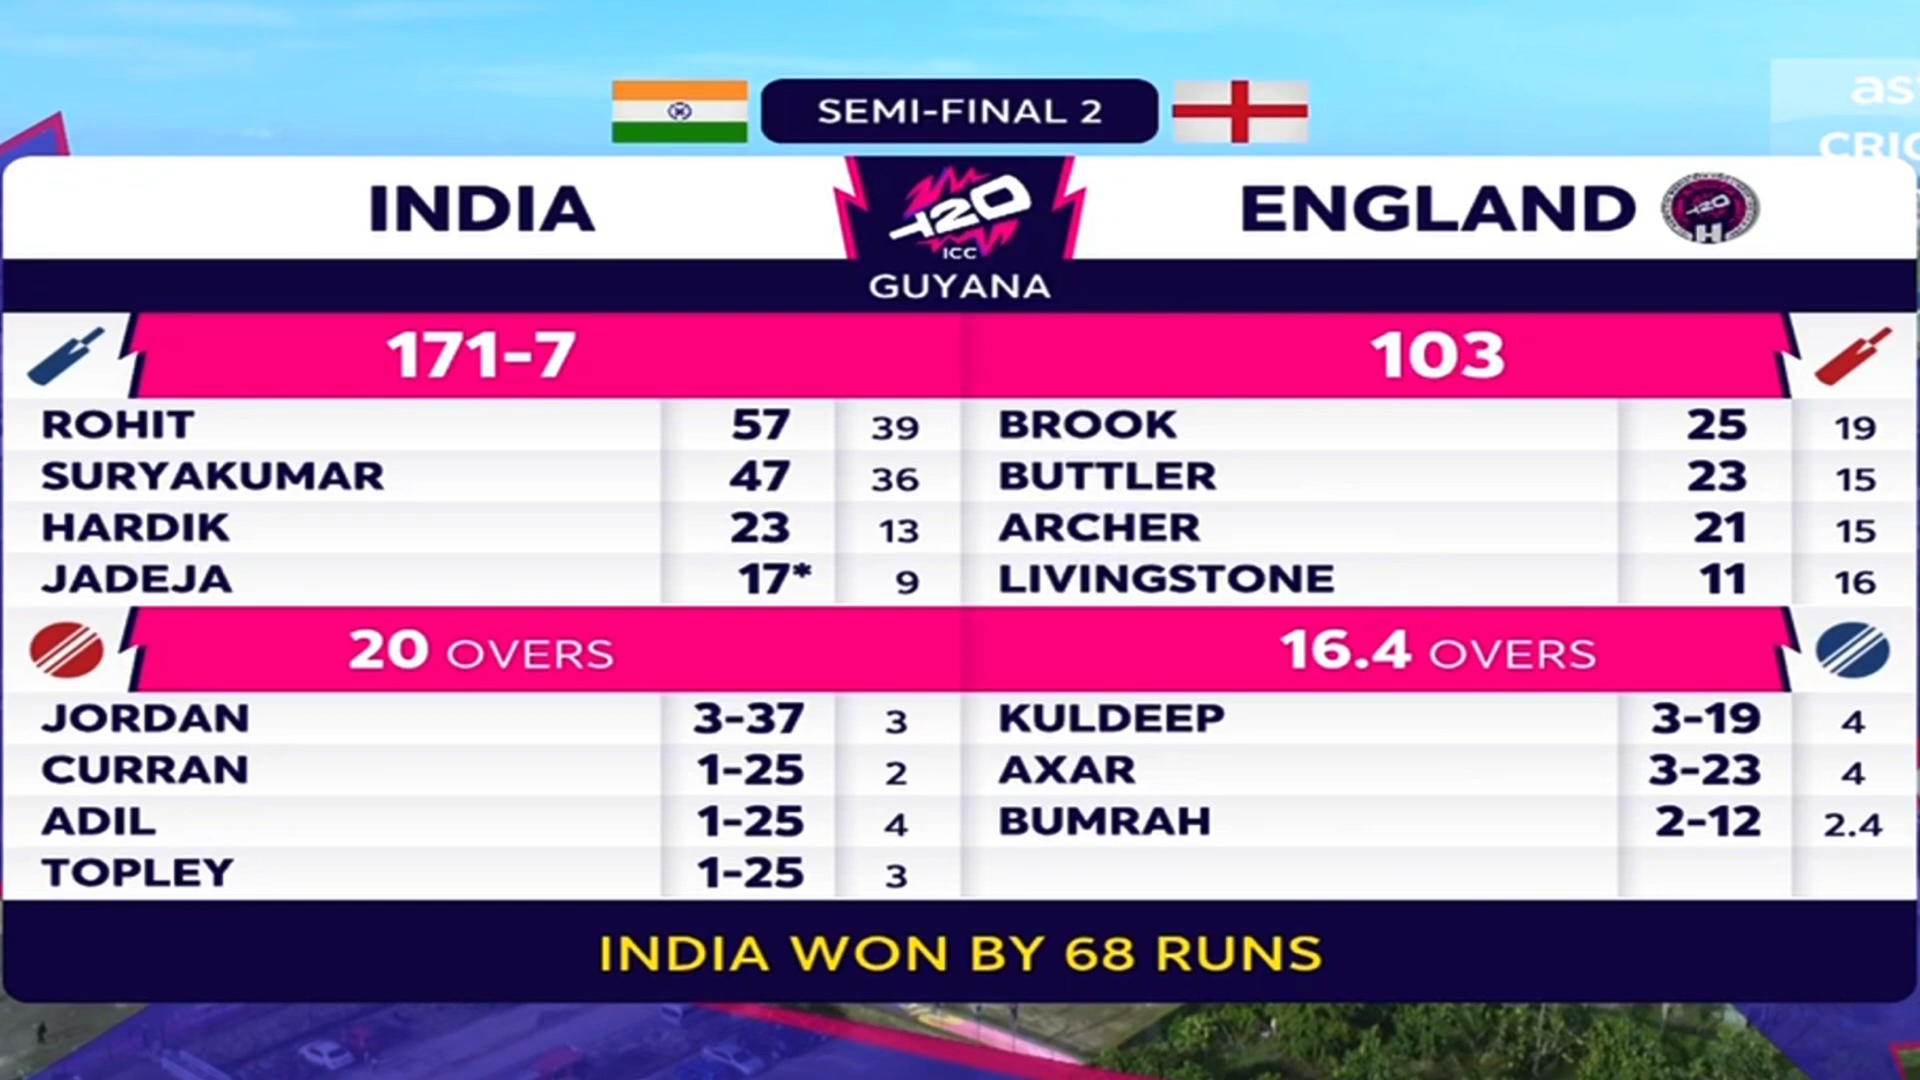 SEMI-FINAL 2
INDIA
ENGLAND
T20
ICC
GUYANA
171-7
103
ROHIT 57 39 BROOK 25 19
SURYAKUMAR 47 36 BUTTLER 23 15
HARDIK 23 13 ARCHER 21 15
JADEJA 17* 9 LIVINGSTONE 11 16
20 OVERS 16.4 OVERS
JORDAN 3-37 3 KULDEEP 3-19 4
CURRAN 1-25 2 AXAR 3-23 4
ADIL 1-25 4 BUMRAH 2-12 2.4
TOPLEY 1-25 3
INDIA WON BY 68 RUNS